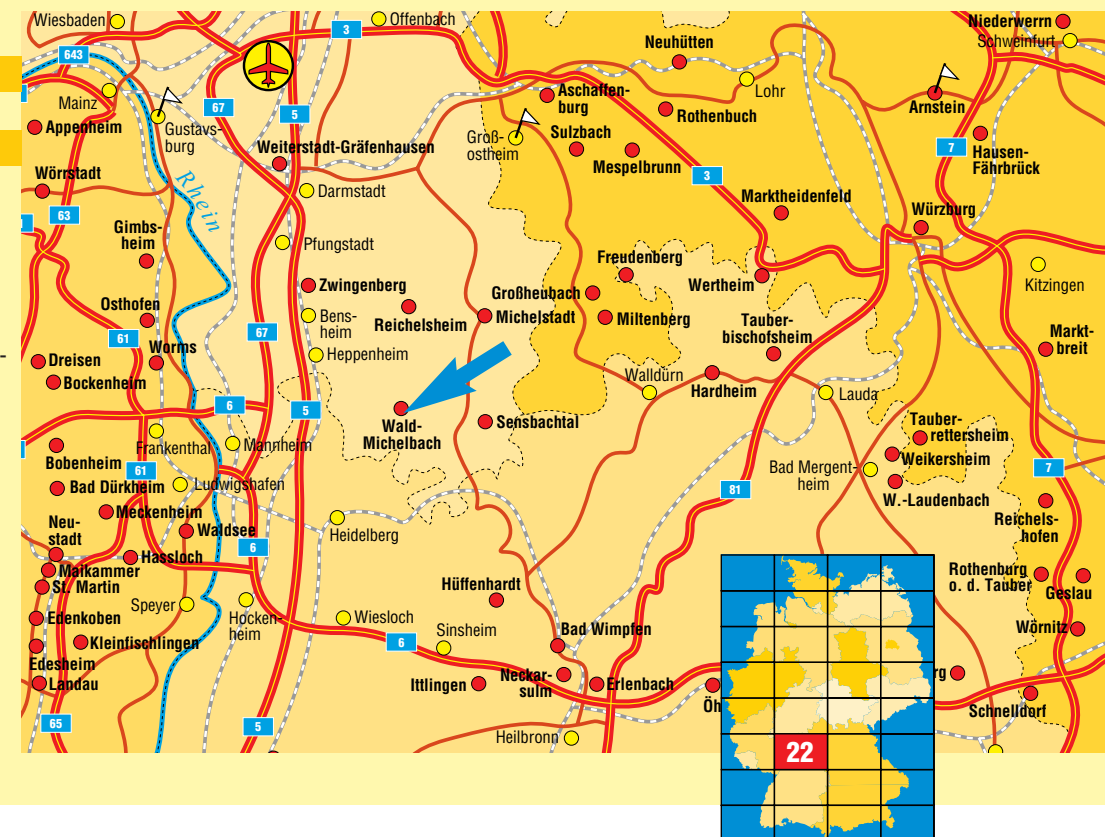 Wiesbaden
Offenbach
3
Niederwerrn
Schweinfurt
643
Neuhütten
Mainz
67
5
Aschaffen-
burg
Lohr
Arnstein
Appenheim
Gustavs-
burg
Rothenbuch
Groß-
ostheim
Sulzbach
7
Hausen-
Fährbrück
Weiterstadt-Gräfenhausen
Mespelbrunn
3
Wörrstadt
Rhein
Darmstadt
Marktheidenfeld
63
Würzburg
Gimbs-
heim
Pfungstadt
Freudenberg
Wertheim
Kitzingen
Zwingenberg
Großheubach
Osthofen
Reichelsheim
Michelstadt
Miltenberg
Bens-
heim
Tauber-
bischofsheim
Markt-
breit
61
67
Worms
Heppenheim
-
Dreisen
Bockenheim
Walldürn
Hardheim
Lauda
6
5
Wald-
Michelbach
Sensbachtal
Tauber-
rettersheim
Frankenthal
Mannheim
Weikersheim
Bobenheim
61
Bad Mergent-
heim
7
Bad Dürkheim
Ludwigshafen
81
W.-Laudenbach
Meckenheim
Reichels-
hofen
Neu-
stadt
Waldsee
Heidelberg
6
Hassloch
Maikammer
St. Martin
Hüffenhardt
Rothenburg
o. d. Tauber
Geslau
Speyer
Hocken-
heim
Wiesloch
Edenkoben
Sinsheim
Bad Wimpfen
Wörnitz
Kleinfischlingen
6
Edesheim
Landau
Ittlingen
Neckar-
sulm
Erlenbach
Öh
rg
Schnelldorf
65
5
Heilbronn
22